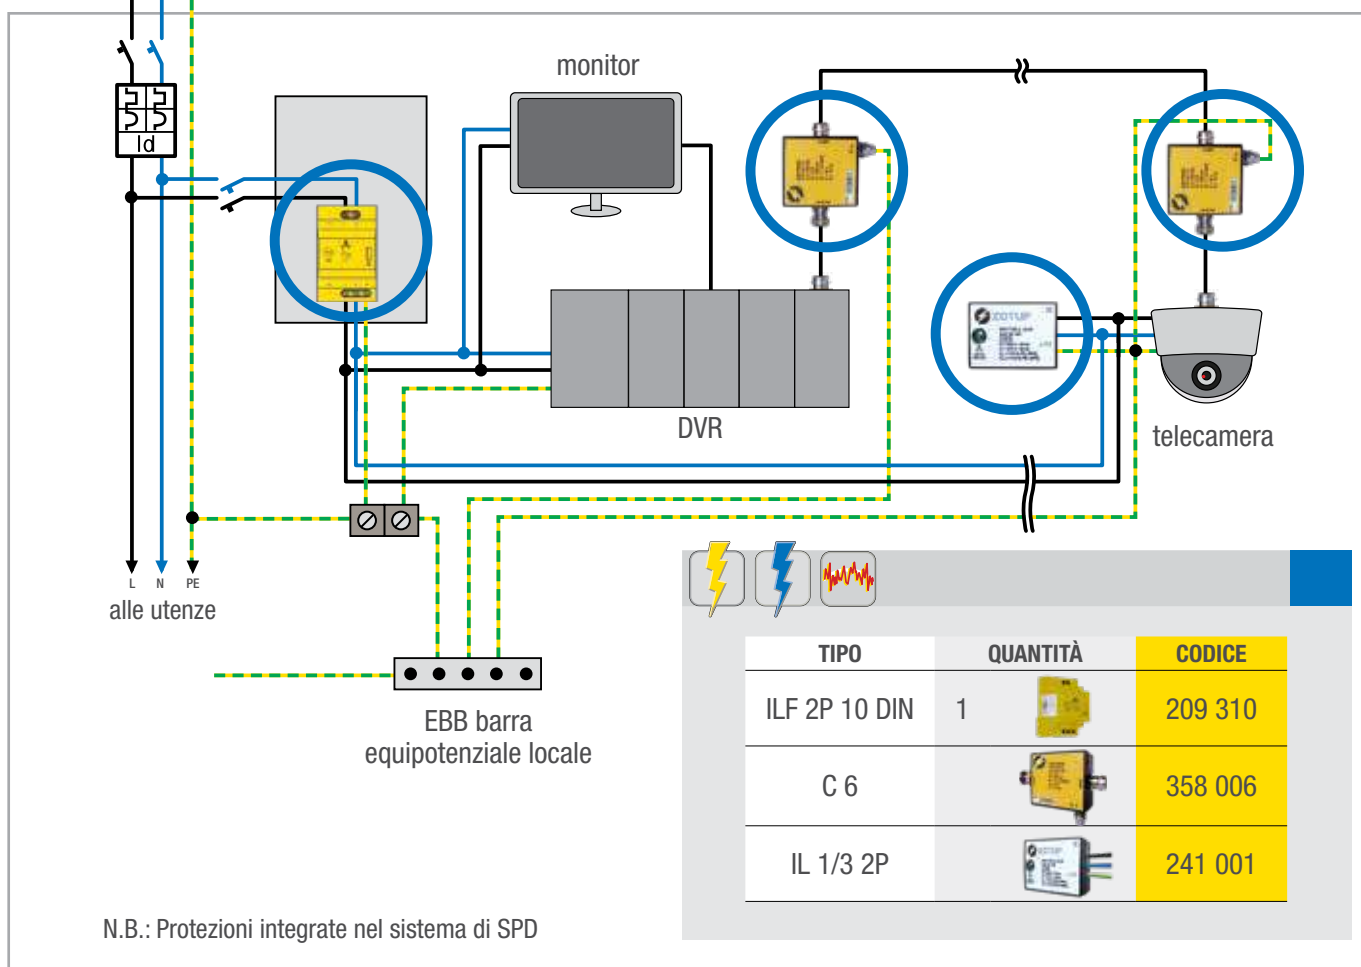 monitor
Id
DVR
ZOTUP
telecamera
L N PE
alle utenze
EBB barra
equipotenziale locale
TIPO QUANTITÀ CODICE
ILF 2P 10 DIN 1 209 310
C 6 358 006
IL 1/3 2P 241 001
N.B.: Protezioni integrate nel sistema di SPD